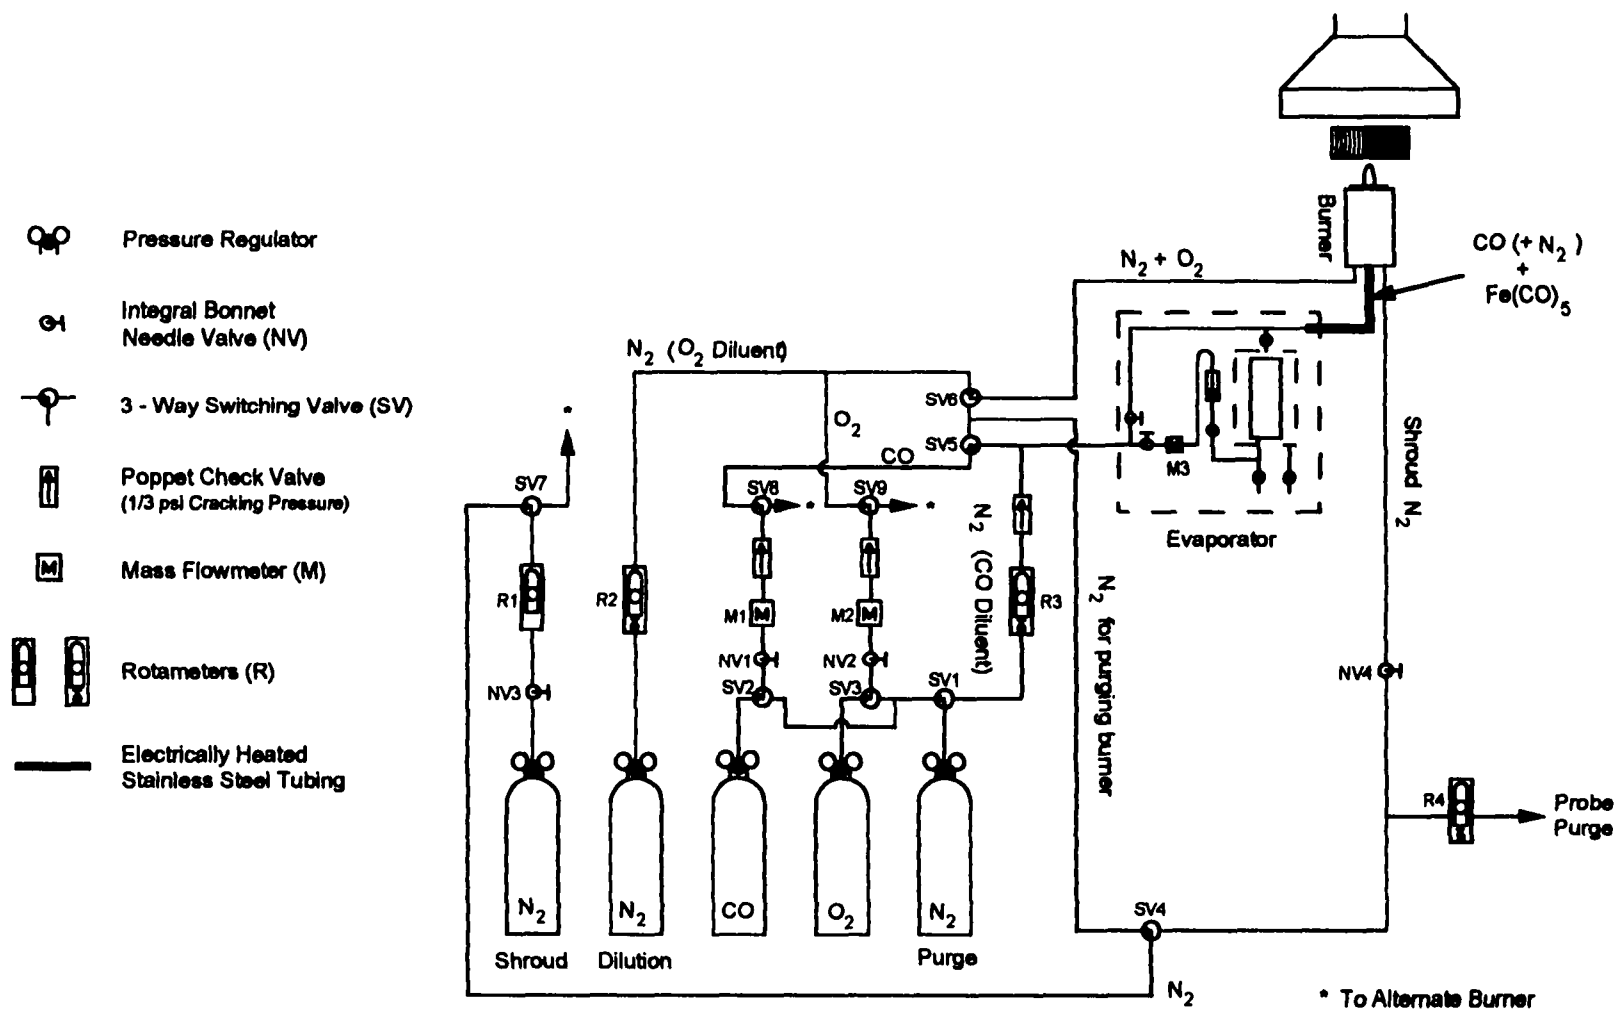 Pressure Regulator
Integral Bonnet
Needle Valve (NV)
3 - Way Switching Valve (SV)
Poppet Check Valve
(1/3 psi Cracking Pressure)
M
Mass Flowmeter (M)
Rotameters (R)
Electrically Heated
Stainless Steel Tubing
Burner
CO (+ N2 )
+
Fe(CO)5
N2 + O2
N2 (O2 Diluent)
*
SV6
O2
SV5
CO
M3
Evaporator
Shroud N2
SV7
SV8
*
SV9
*
N2 (CO Diluent)
R1
R2
R3
M1
M
M2
M
N2 for purging burner
NV1
NV2
NV3
SV2
SV3
SV1
NV4
R4
Probe
Purge
N2
N2
CO
O2
N2
SV4
Shroud
Dilution
Purge
N2
* To Alternate Burner